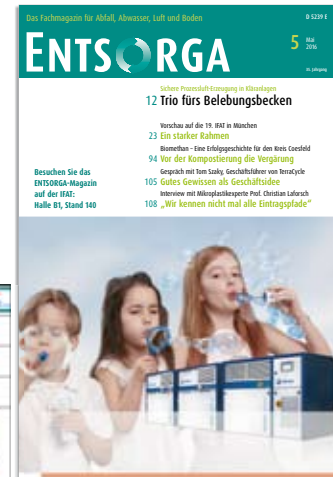 Das Fachmagazin für Abfall, Abwasser, Luft und Boden
D 5239 E
ENTSORGA
5 Mai
2016
Sichere Prozessluft-Erzeugung in Kläranlagen
12 Trio fürs Belebungsbecken
Vorschau auf die 19. IFAT in München
23 Ein starker Rahmen
Biomethan – Eine Erfolgsgeschichte für den Kreis Coesfeld
94 Vor der Kompostierung die Vergärung
Gespräch mit Tom Szaky, Geschäftsführer von TerraCycle
105 Gutes Gewissen als Geschäftsidee
Interview mit Mikroplastikexperte Prof. Christian Laforsch
108 „Wir kennen nicht mal alle Eintragspfade“
Besuchen Sie das
ENTSORGA-Magazin
auf der IFAT:
Halle B1, Stand 140